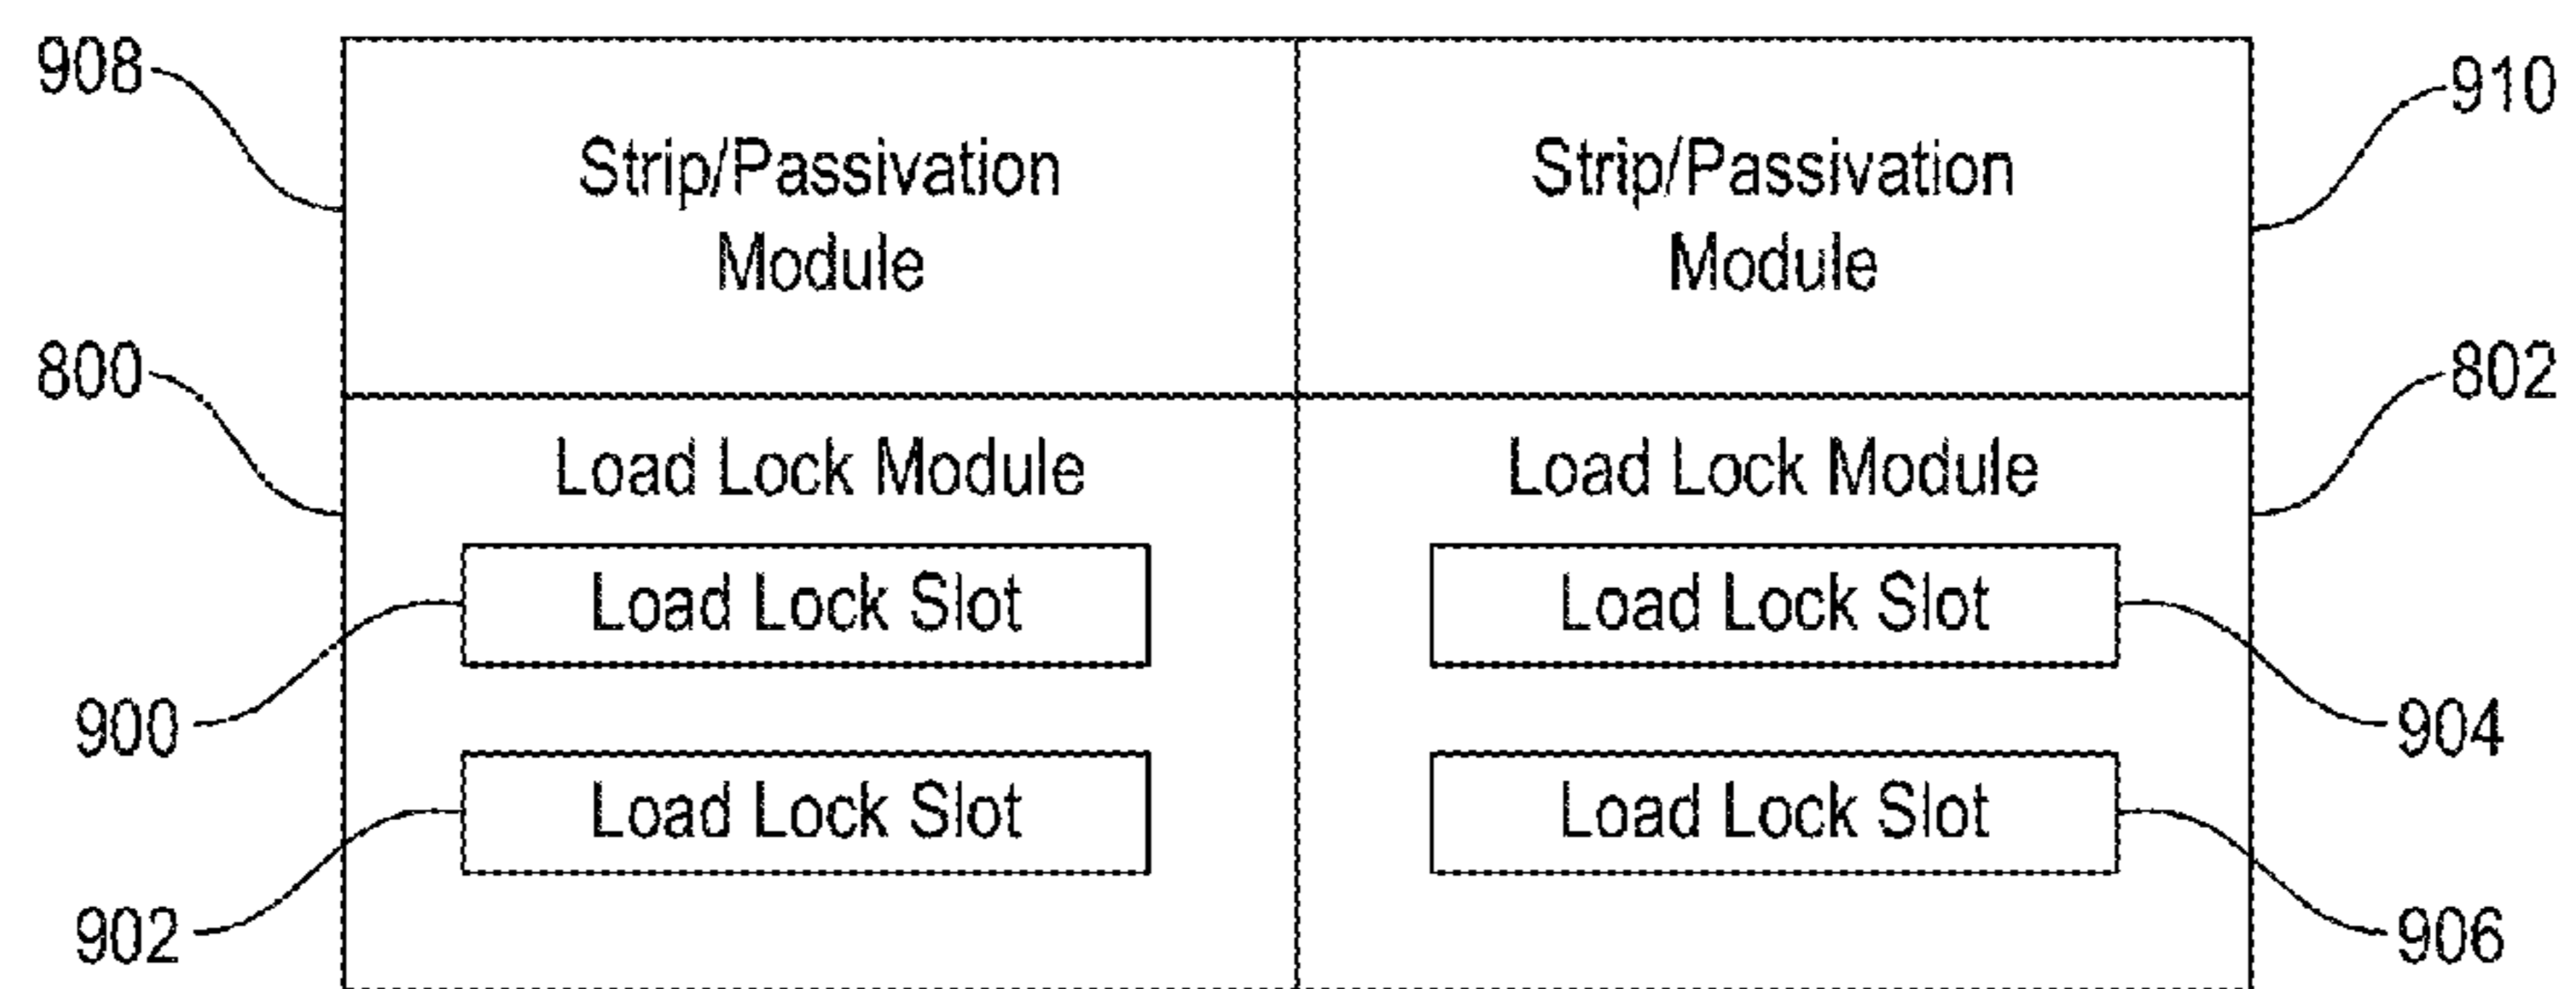 908
Strip/Passivation
Module
Strip/Passivation
Module
910
800
Load Lock Module
Load Lock Module
802
Load Lock Slot
Load Lock Slot
900
904
Load Lock Slot
Load Lock Slot
902
906